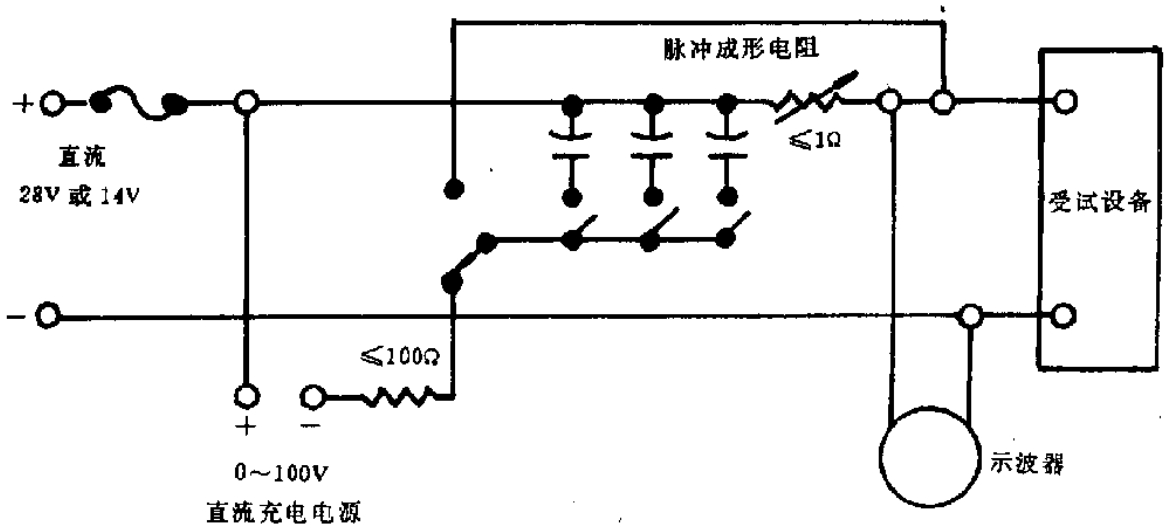 脉冲成形电阻
+
≤1Ω
直流
28V 或 14V
受试设备
-
≤100Ω
+ -
0～100V
示波器
直流充电电源